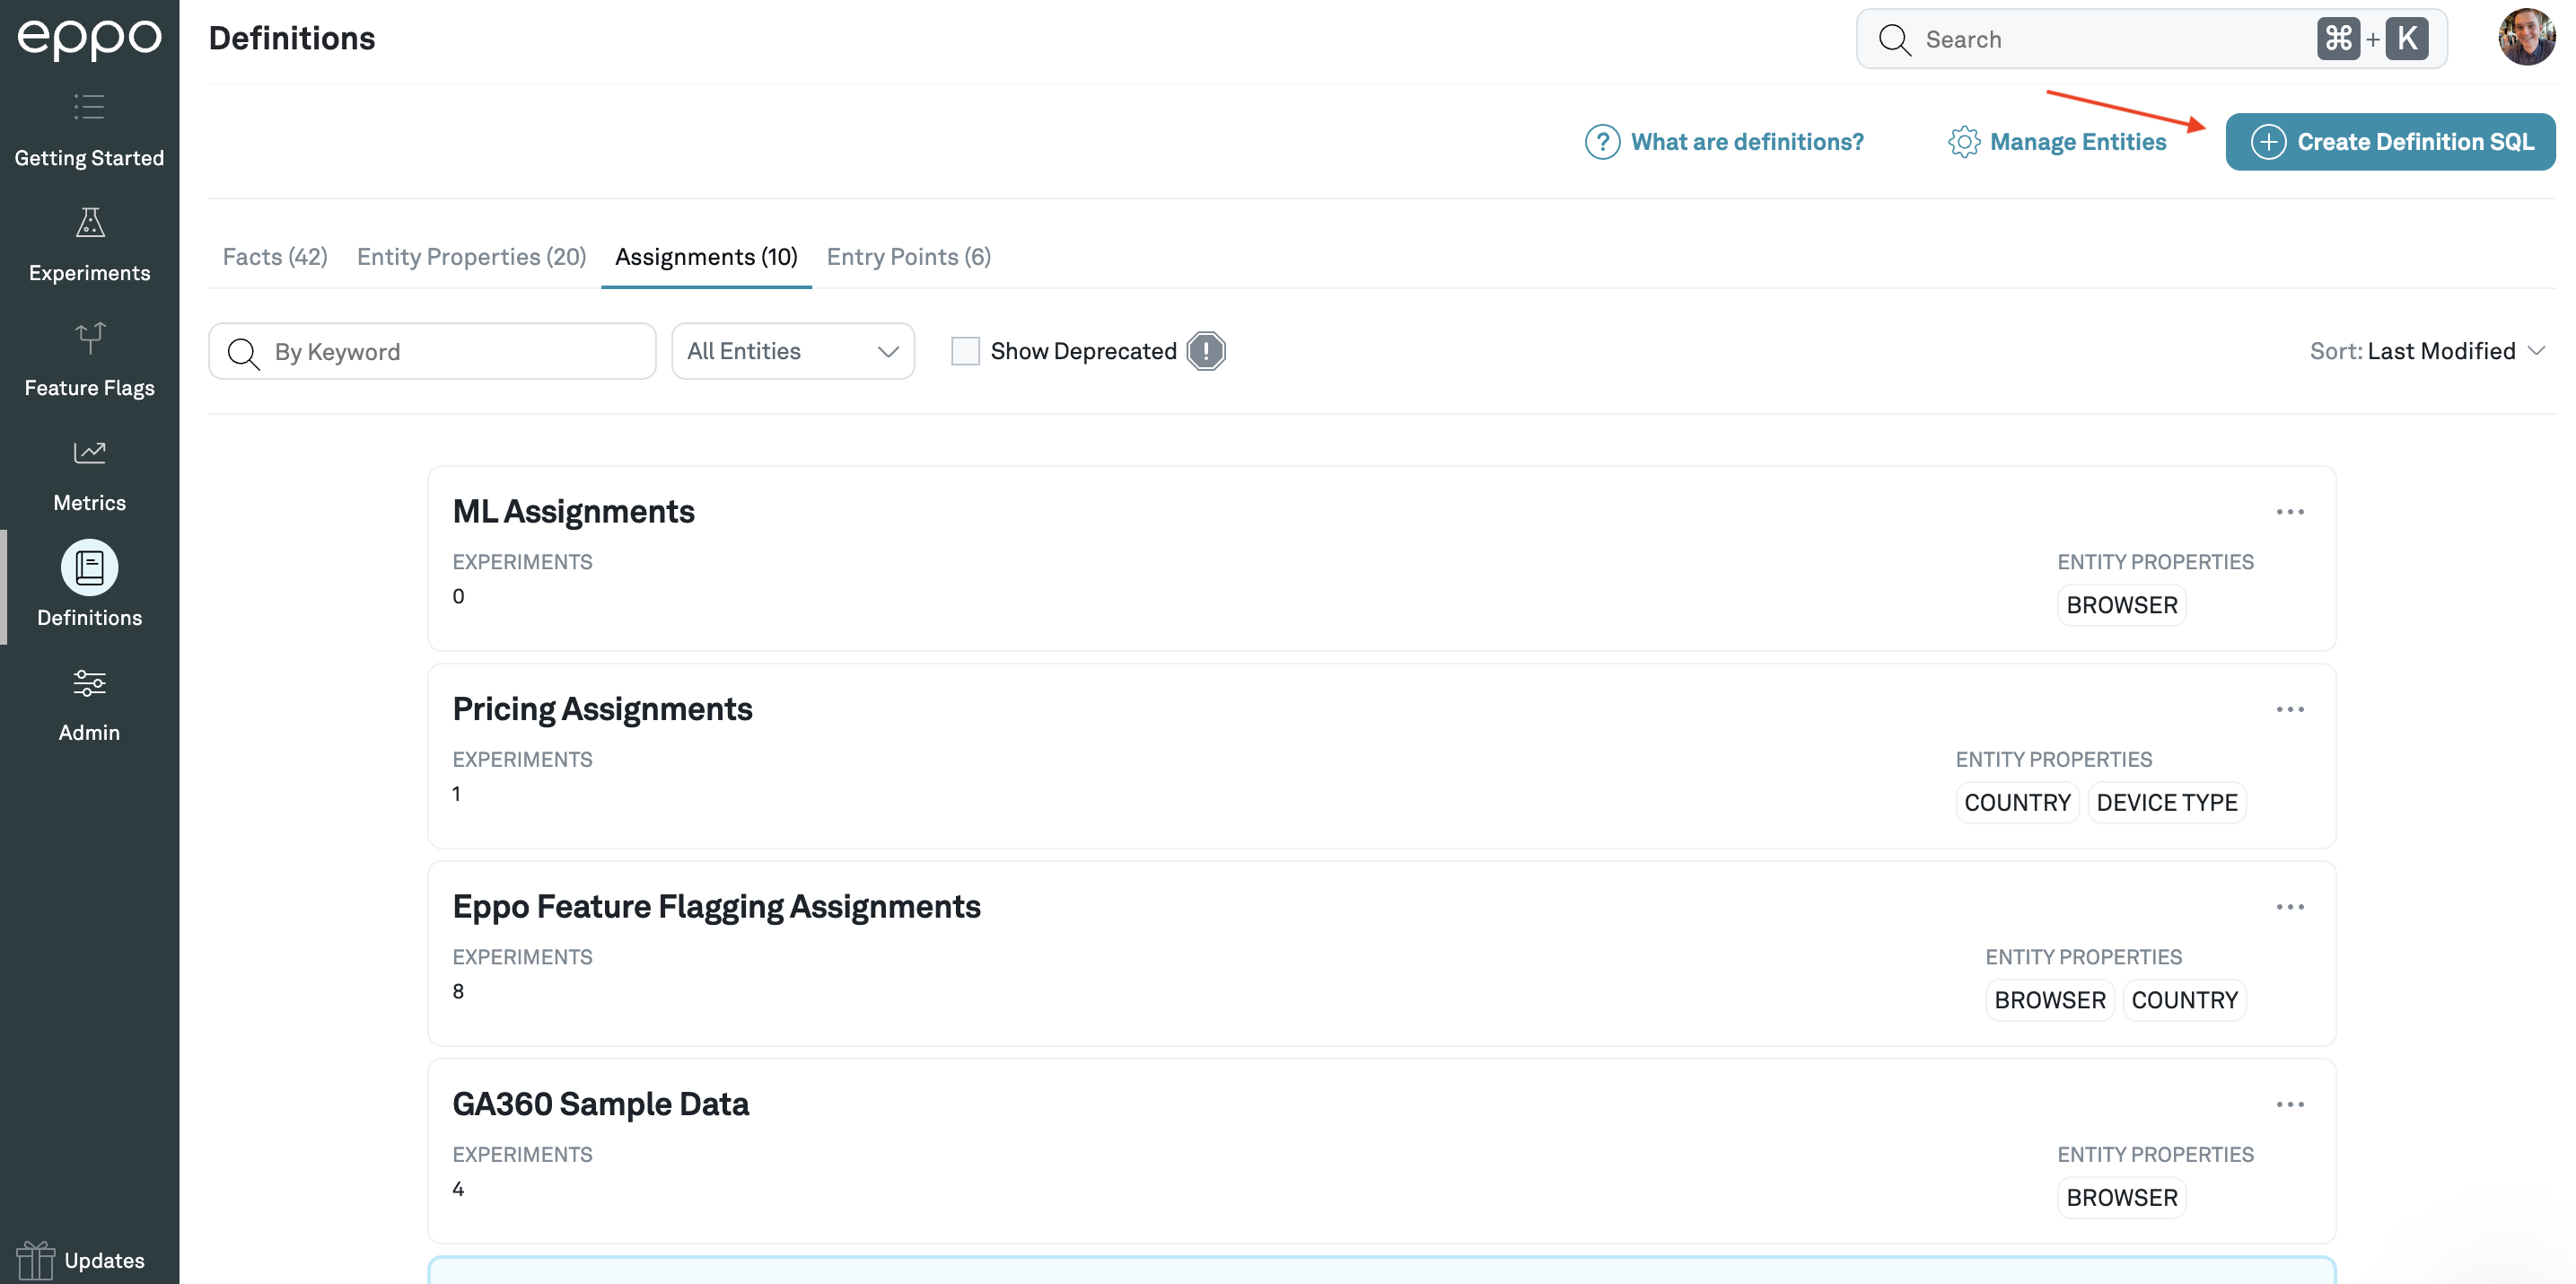 eppo
Definitions
Search
⌘ + K
Getting Started
Experiments
Feature Flags
Metrics
Definitions
Admin
Updates
? What are definitions?
Manage Entities
Create Definition SQL
Facts (42)
Entity Properties (20)
Assignments (10)
Entry Points (6)
By Keyword
All Entities
Show Deprecated !
Sort: Last Modified
ML Assignments
EXPERIMENTS
0
ENTITY PROPERTIES
BROWSER
Pricing Assignments
EXPERIMENTS
1
ENTITY PROPERTIES
COUNTRY DEVICE TYPE
Eppo Feature Flagging Assignments
EXPERIMENTS
8
ENTITY PROPERTIES
BROWSER COUNTRY
GA360 Sample Data
EXPERIMENTS
4
ENTITY PROPERTIES
BROWSER